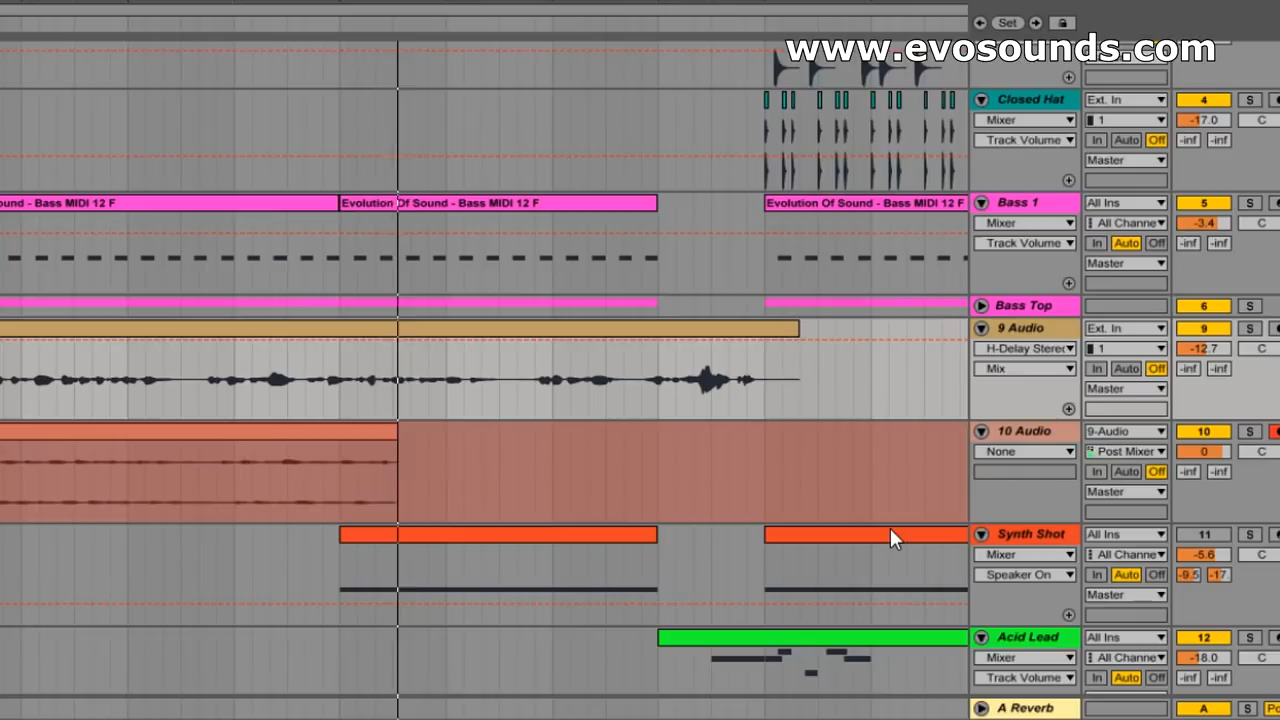 Set
www.evosounds.com
Closed Hat Ext. In 4 S
Mixer 1 -17.0 C
Track Volume In Auto Off -inf -inf
Master
ound - Bass MIDI 12 F Evolution Of Sound - Bass MIDI 12 F Evolution Of Sound - Bass MIDI 12 F Bass 1 All Ins 5 S
Mixer All Channe -3.4 C
Track Volume In Auto Off -inf -inf
Master
Bass Top 6 S
9 Audio Ext. In 9 S
H-Delay Stereo 1 -12.7 C
Mix In Auto Off -inf -inf
Master
10 Audio 9-Audio 10 S
None Post Mixer 0 C
In Auto Off -inf -inf
Master
Synth Shot All Ins 11 S
Mixer All Channe -5.6 C
Speaker On In Auto Off -9.5 -17.
Master
Acid Lead All Ins 12 S
Mixer All Channe -18.0 C
Track Volume In Auto Off -inf -inf
A Reverb A S Po